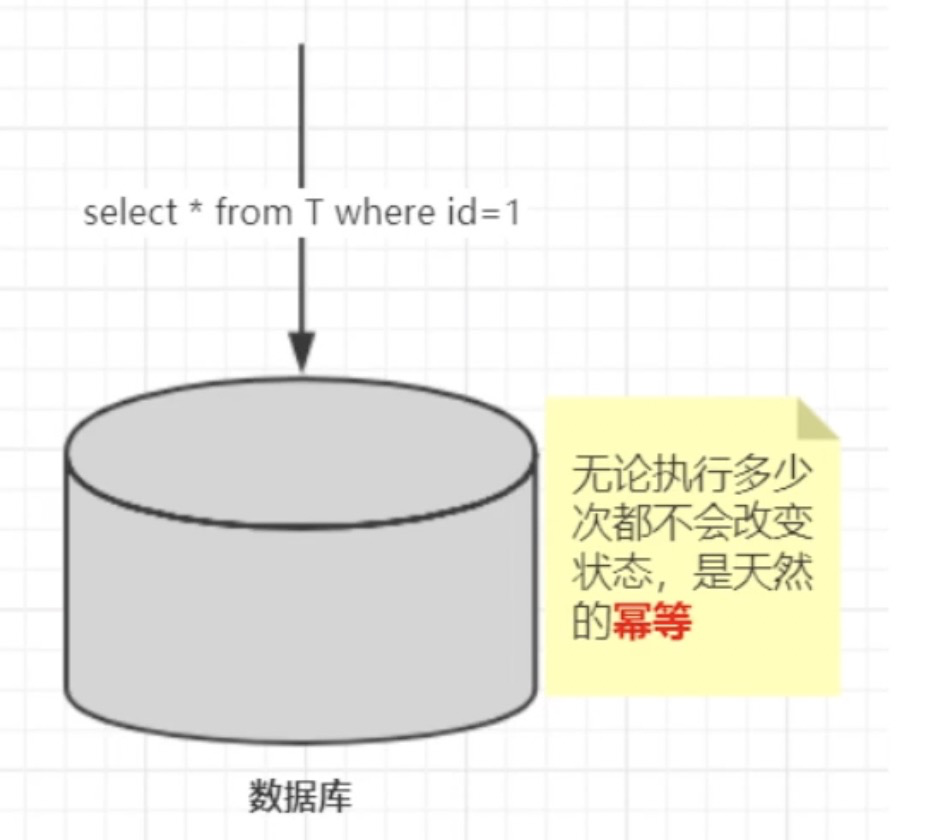 select * from T where id=1
无论执行多少
次都不会改变
状态，是天然
的幂等
数据库